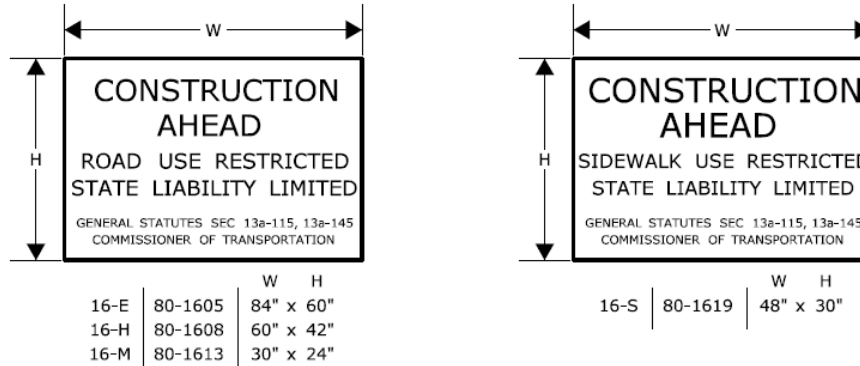 W
CONSTRUCTION
AHEAD
H
ROAD USE RESTRICTED
STATE LIABILITY LIMITED
GENERAL STATUTES SEC 13a-115, 13a-145
COMMISSIONER OF TRANSPORTATION
W H
16-E 80-1605 84" x 60"
16-H 80-1608 60" x 42"
16-M 80-1613 30" x 24"
W
CONSTRUCTION
AHEAD
H
SIDEWALK USE RESTRICTED
STATE LIABILITY LIMITED
GENERAL STATUTES SEC 13a-115, 13a-145
COMMISSIONER OF TRANSPORTATION
W H
16-S 80-1619 48" x 30"